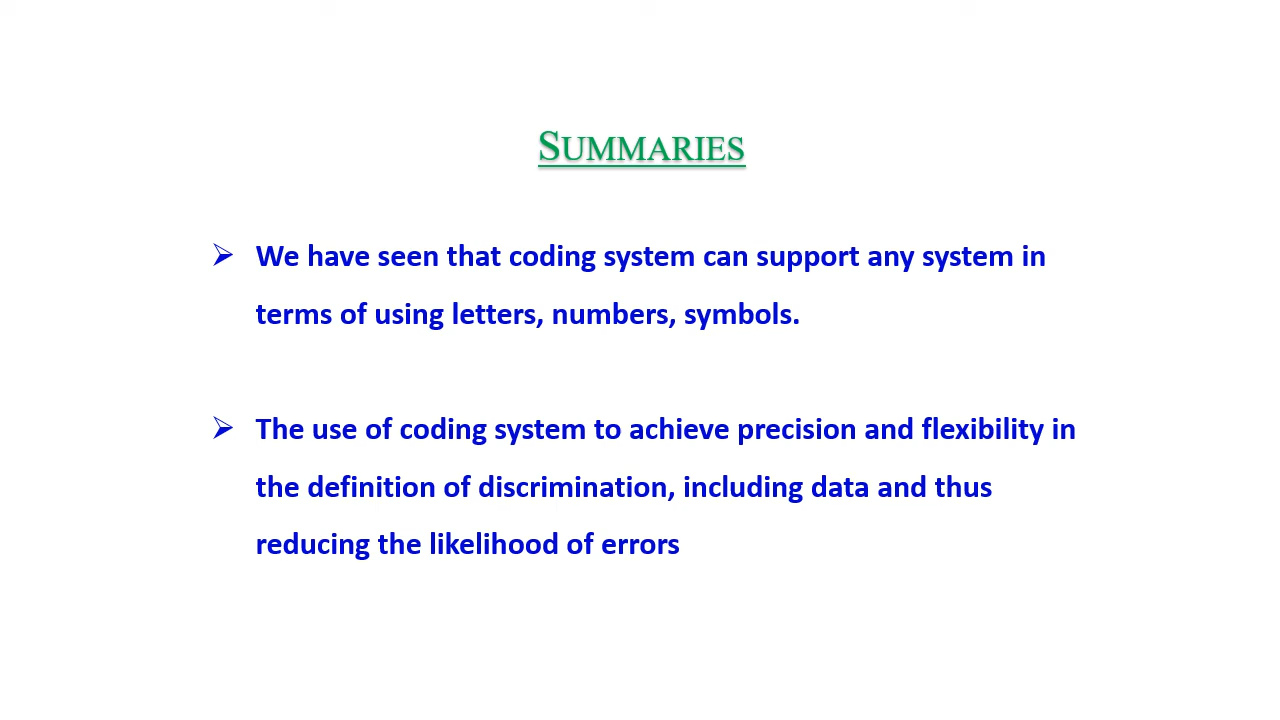 SUMMARIES
➢ We have seen that coding system can support any system in
terms of using letters, numbers, symbols.
➢ The use of coding system to achieve precision and flexibility in
the definition of discrimination, including data and thus
reducing the likelihood of errors